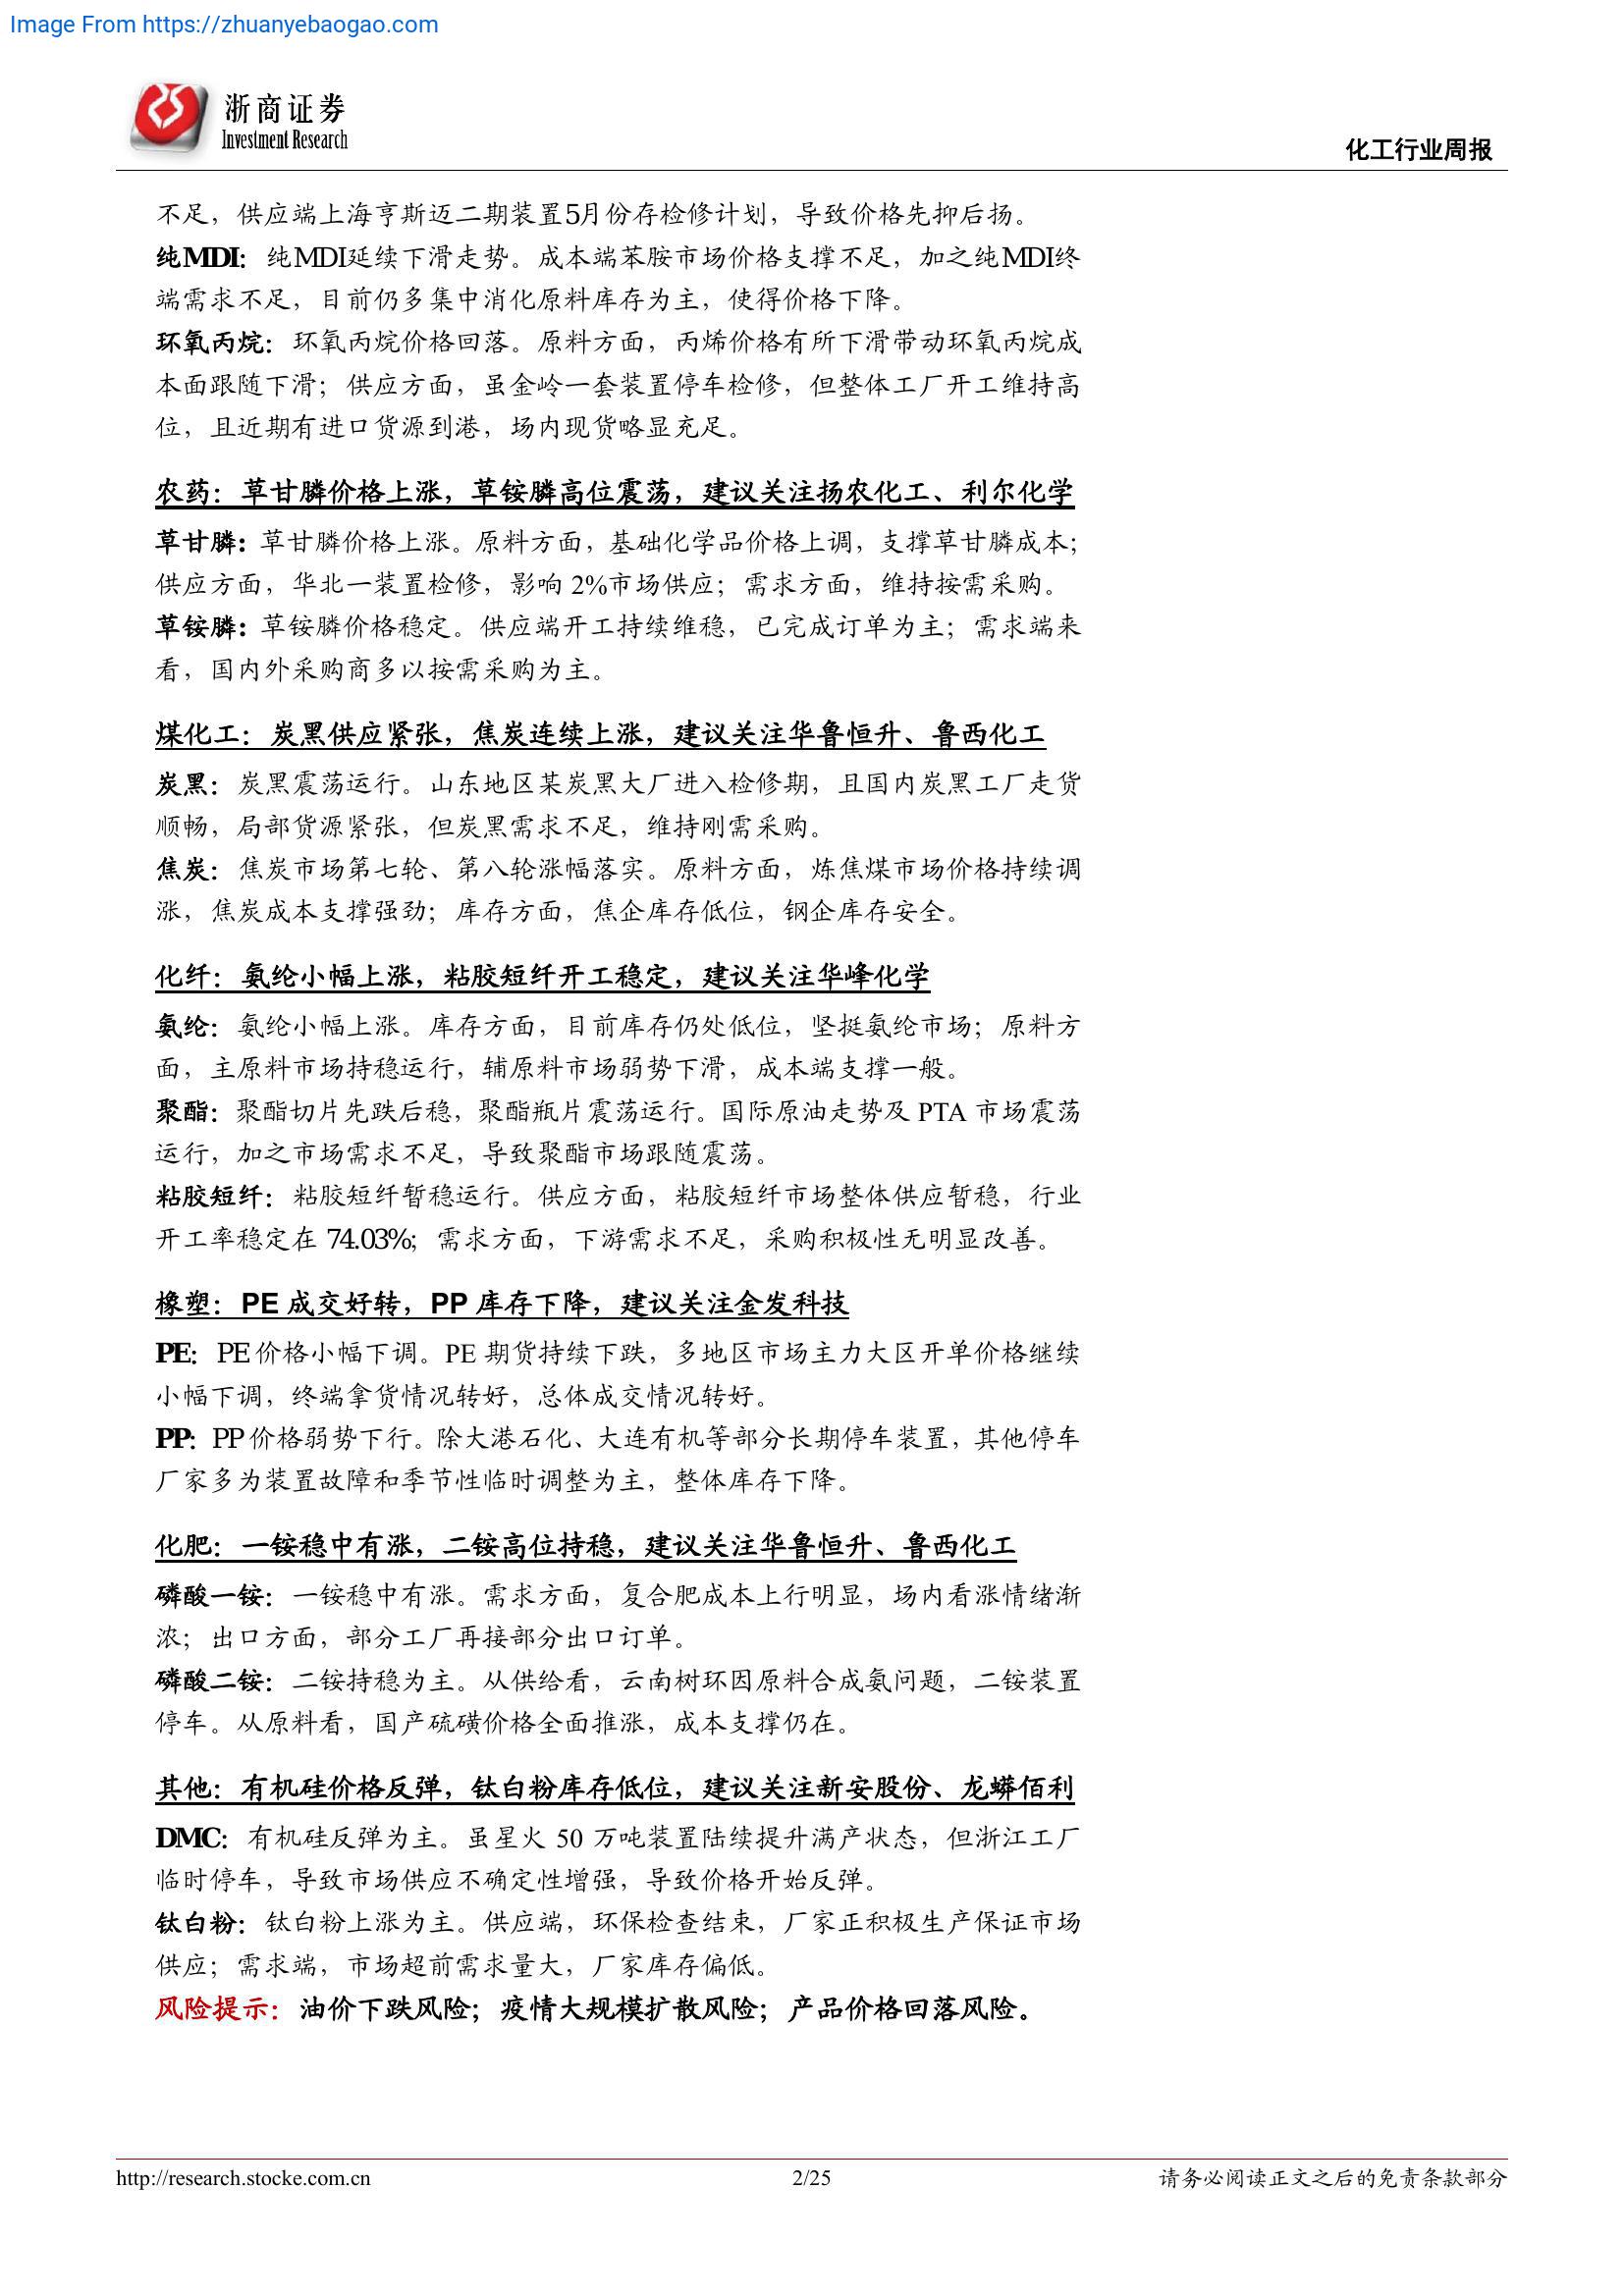 Image From https://zhuanyebaogao.com
浙商证券
Investment Research
化工行业周报
不足，供应端上海亨斯迈二期装置5月份存检修计划，导致价格先抑后扬。
纯MDI：纯MDI延续下滑走势。成本端苯胺市场价格支撑不足，加之纯MDI终
端需求不足，目前仍多集中消化原料库存为主，使得价格下降。
环氧丙烷：环氧丙烷价格回落。原料方面，丙烯价格有所下滑带动环氧丙烷成
本面跟随下滑；供应方面，虽金岭一套装置停车检修，但整体工厂开工维持高
位，且近期有进口货源到港，场内现货略显充足。
农药：草甘膦价格上涨，草铵膦高位震荡，建议关注扬农化工、利尔化学
草甘膦：草甘膦价格上涨。原料方面，基础化学品价格上调，支撑草甘膦成本；
供应方面，华北一装置检修，影响 2%市场供应；需求方面，维持按需采购。
草铵膦：草铵膦价格稳定。供应端开工持续维稳，已完成订单为主；需求端来
看，国内外采购商多以按需采购为主。
煤化工：炭黑供应紧张，焦炭连续上涨，建议关注华鲁恒升、鲁西化工
炭黑：炭黑震荡运行。山东地区某炭黑大厂进入检修期，且国内炭黑工厂走货
顺畅，局部货源紧张，但炭黑需求不足，维持刚需采购。
焦炭：焦炭市场第七轮、第八轮涨幅落实。原料方面，炼焦煤市场价格持续调
涨，焦炭成本支撑强劲；库存方面，焦企库存低位，钢企库存安全。
化纤：氨纶小幅上涨，粘胶短纤开工稳定，建议关注华峰化学
氨纶：氨纶小幅上涨。库存方面，目前库存仍处低位，坚挺氨纶市场；原料方
面，主原料市场持稳运行，辅原料市场弱势下滑，成本端支撑一般。
聚酯：聚酯切片先跌后稳，聚酯瓶片震荡运行。国际原油走势及 PTA 市场震荡
运行，加之市场需求不足，导致聚酯市场跟随震荡。
粘胶短纤：粘胶短纤暂稳运行。供应方面，粘胶短纤市场整体供应暂稳，行业
开工率稳定在 74.03%；需求方面，下游需求不足，采购积极性无明显改善。
橡塑：PE 成交好转，PP 库存下降，建议关注金发科技
PE：PE价格小幅下调。PE 期货持续下跌，多地区市场主力大区开单价格继续
小幅下调，终端拿货情况转好，总体成交情况转好。
PP：PP价格弱势下行。除大港石化、大连有机等部分长期停车装置，其他停车
厂家多为装置故障和季节性临时调整为主，整体库存下降。
化肥：一铵稳中有涨，二铵高位持稳，建议关注华鲁恒升、鲁西化工
磷酸一铵：一铵稳中有涨。需求方面，复合肥成本上行明显，场内看涨情绪渐
浓；出口方面，部分工厂再接部分出口订单。
磷酸二铵：二铵持稳为主。从供给看，云南树环因原料合成氨问题，二铵装置
停车。从原料看，国产硫磺价格全面推涨，成本支撑仍在。
其他：有机硅价格反弹，钛白粉库存低位，建议关注新安股份、龙蟒佰利
DMC：有机硅反弹为主。虽星火 50 万吨装置陆续提升满产状态，但浙江工厂
临时停车，导致市场供应不确定性增强，导致价格开始反弹。
钛白粉：钛白粉上涨为主。供应端，环保检查结束，厂家正积极生产保证市场
供应；需求端，市场超前需求量大，厂家库存偏低。
风险提示：油价下跌风险；疫情大规模扩散风险；产品价格回落风险。
http://research.stocke.com.cn
2/25
请务必阅读正文之后的免责条款部分